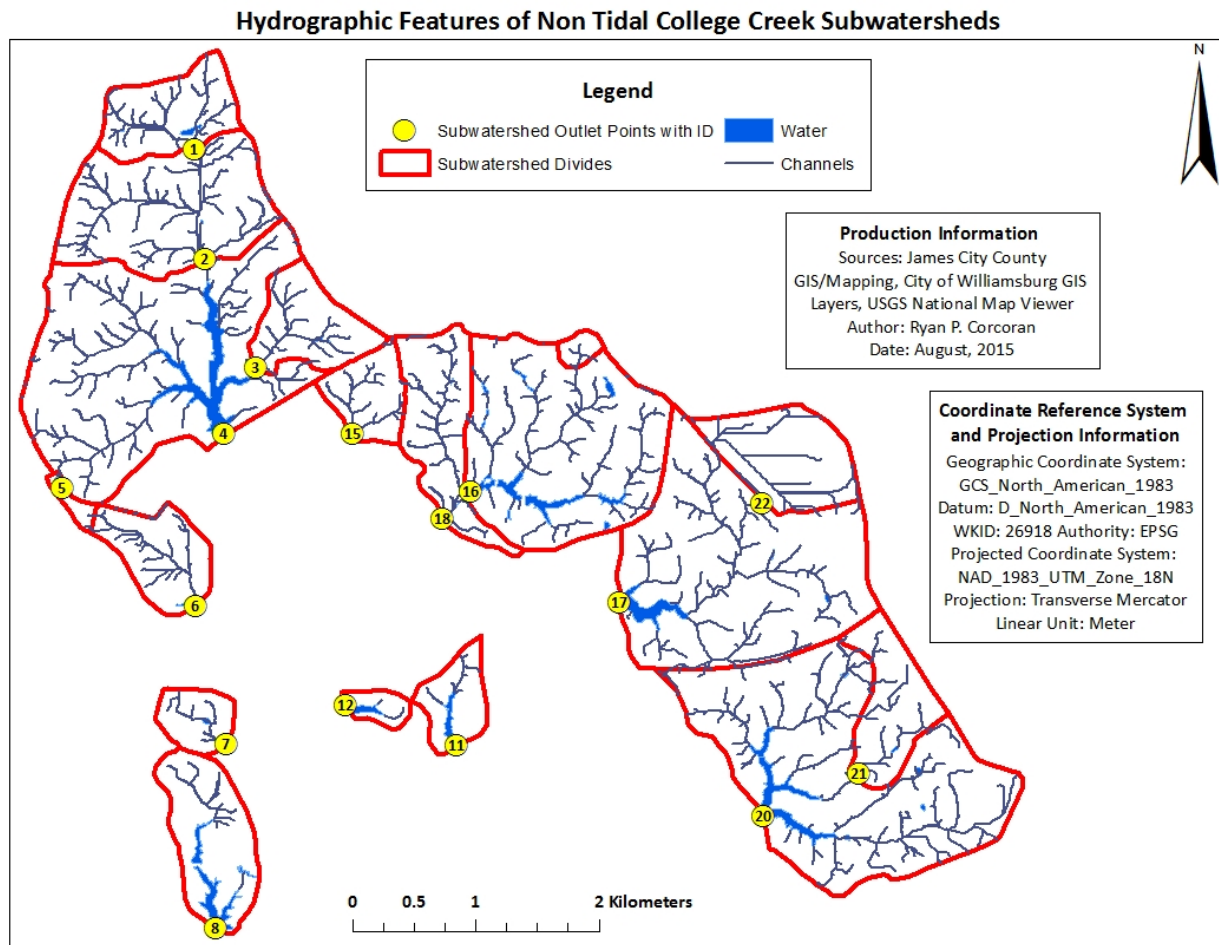 Hydrographic Features of Non Tidal College Creek Subwatersheds
N
Legend
Subwatershed Outlet Points with ID
Water
Subwatershed Divides
Channels
Production Information
Sources: James City County
GIS/Mapping, City of Williamsburg GIS
Layers, USGS National Map Viewer
Author: Ryan P. Corcoran
Date: August, 2015
Coordinate Reference System
and Projection Information
Geographic Coordinate System:
GCS_North_American_1983
Datum: D_North_American_1983
WKID: 26918 Authority: EPSG
Projected Coordinate System:
NAD_1983_UTM_Zone_18N
Projection: Transverse Mercator
Linear Unit: Meter
1
2
3
4
15
5
16
22
18
17
6
12
7
11
21
20
8
0 0.5 1 2 Kilometers